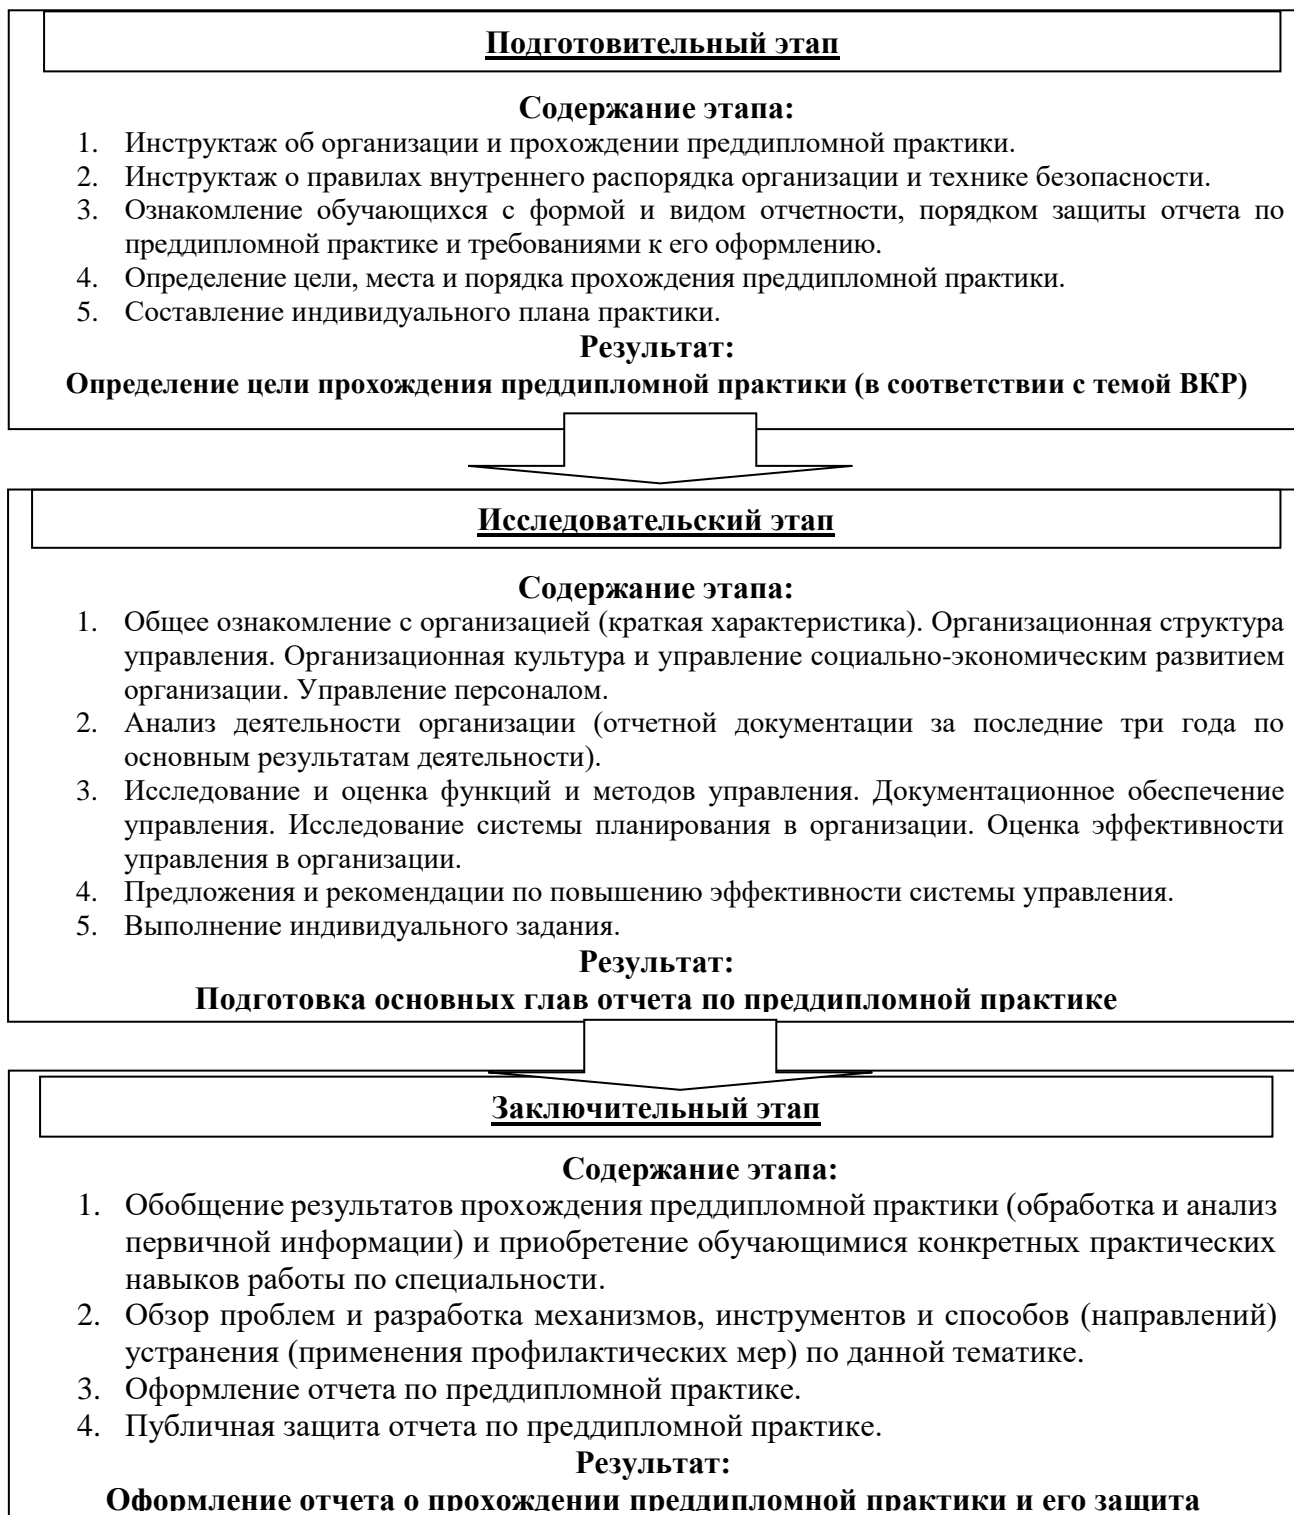 Подготовительный этап
Содержание этапа:
1. Инструктаж об организации и прохождении преддипломной практики.
2. Инструктаж о правилах внутреннего распорядка организации и технике безопасности.
3. Ознакомление обучающихся с формой и видом отчетности, порядком защиты отчета по
преддипломной практике и требованиями к его оформлению.
4. Определение цели, места и порядка прохождения преддипломной практики.
5. Составление индивидуального плана практики.
Результат:
Определение цели прохождения преддипломной практики (в соответствии с темой ВКР)
Исследовательский этап
Содержание этапа:
1. Общее ознакомление с организацией (краткая характеристика). Организационная структура
управления. Организационная культура и управление социально-экономическим развитием
организации. Управление персоналом.
2. Анализ деятельности организации (отчетной документации за последние три года по
основным результатам деятельности).
3. Исследование и оценка функций и методов управления. Документационное обеспечение
управления. Исследование системы планирования в организации. Оценка эффективности
управления в организации.
4. Предложения и рекомендации по повышению эффективности системы управления.
5. Выполнение индивидуального задания.
Результат:
Подготовка основных глав отчета по преддипломной практике
Заключительный этап
Содержание этапа:
1. Обобщение результатов прохождения преддипломной практики (обработка и анализ
первичной информации) и приобретение обучающимися конкретных практических
навыков работы по специальности.
2. Обзор проблем и разработка механизмов, инструментов и способов (направлений)
устранения (применения профилактических мер) по данной тематике.
3. Оформление отчета по преддипломной практике.
4. Публичная защита отчета по преддипломной практике.
Результат:
Оформление отчета о прохождении преддипломной практики и его защита